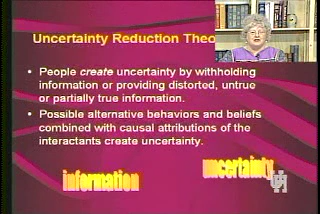 Uncertainty Reduction Theo
• People create uncertainty by withholding
information or providing distorted, untrue
or partially true information.
• Possible alternative behaviors and beliefs
combined with causal attributions of the
interactants create uncertainty.
information
uncertainty